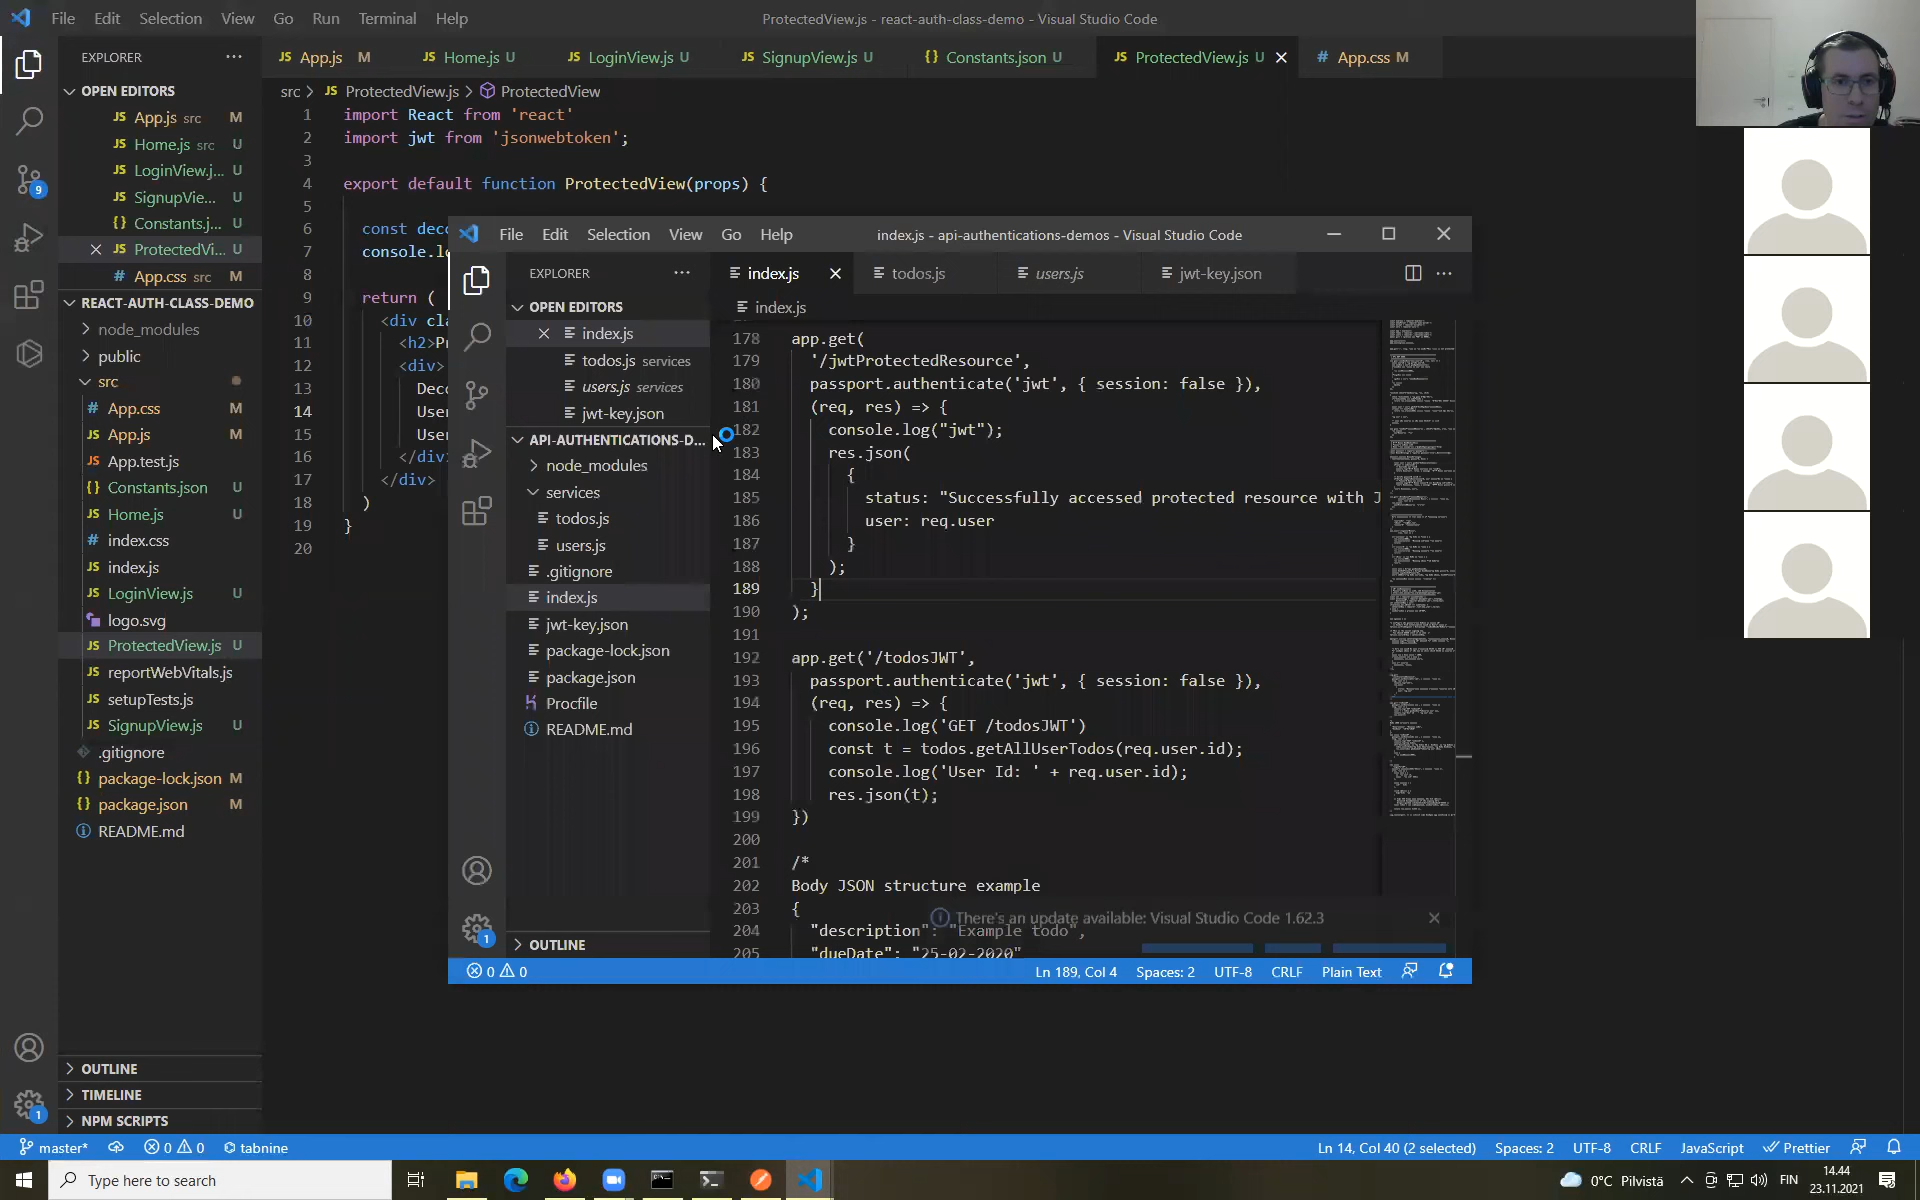 File Edit Selection View Go Run Terminal Help
ProtectedView.js - react-auth-class-demo - Visual Studio Code
EXPLORER
JS App.js M
JS Home.js U
JS LoginView.js U
JS SignupView.js U
{} Constants.json U
JS ProtectedView.js U
# App.css M
OPEN EDITORS
JS App.js src M
JS Home.js src U
JS LoginView.j... U
JS SignupVie... U
{} Constants.j... U
JS ProtectedVi... U
# App.css src M
REACT-AUTH-CLASS-DEMO
node_modules
public
src
# App.css M
JS App.js M
JS App.test.js
{} Constants.json U
JS Home.js U
# index.css
JS index.js
JS LoginView.js U
logo.svg
JS ProtectedView.js U
JS reportWebVitals.js
JS setupTests.js
JS SignupView.js U
.gitignore
{} package-lock.json M
{} package.json M
README.md
OUTLINE
TIMELINE
NPM SCRIPTS
src > JS ProtectedView.js > ProtectedView
1 import React from 'react'
2 import jwt from 'jsonwebtoken';
3
4 export default function ProtectedView(props) {
5
6 const deco
7 console.lo
8
9 return (
10 <div cla
11 <h2>Pr
12 <div>
13 Deco
14 User
15 User
16 </div>
17 </div>
18 )
19 }
20
File Edit Selection View Go Help
index.js - api-authentications-demos - Visual Studio Code
EXPLORER
index.js
todos.js
users.js
jwt-key.json
OPEN EDITORS
index.js
todos.js services
users.js services
jwt-key.json
API-AUTHENTICATIONS-D...
node_modules
services
todos.js
users.js
.gitignore
index.js
jwt-key.json
package-lock.json
package.json
Procfile
README.md
OUTLINE
index.js
178 app.get(
179 '/jwtProtectedResource',
180 passport.authenticate('jwt', { session: false }),
181 (req, res) => {
182 console.log("jwt");
183 res.json(
184 {
185 status: "Successfully accessed protected resource with J
186 user: req.user
187 }
188 );
189 }
190 );
191
192 app.get('/todosJWT',
193 passport.authenticate('jwt', { session: false }),
194 (req, res) => {
195 console.log('GET /todosJWT')
196 const t = todos.getAllUserTodos(req.user.id);
197 console.log('User Id: ' + req.user.id);
198 res.json(t);
199 })
200
201 /*
202 Body JSON structure example
203 {
204 "description": "Example todo",
205 "dueDate": "25-02-2020"
There's an update available: Visual Studio Code 1.62.3
1
0 0
Ln 189, Col 4 Spaces: 2 UTF-8 CRLF Plain Text
9
1
master* 0 0 tabnine
Ln 14, Col 40 (2 selected) Spaces: 2 UTF-8 CRLF JavaScript Prettier
Type here to search
0°C Pilvistä FIN
14.44
23.11.2021